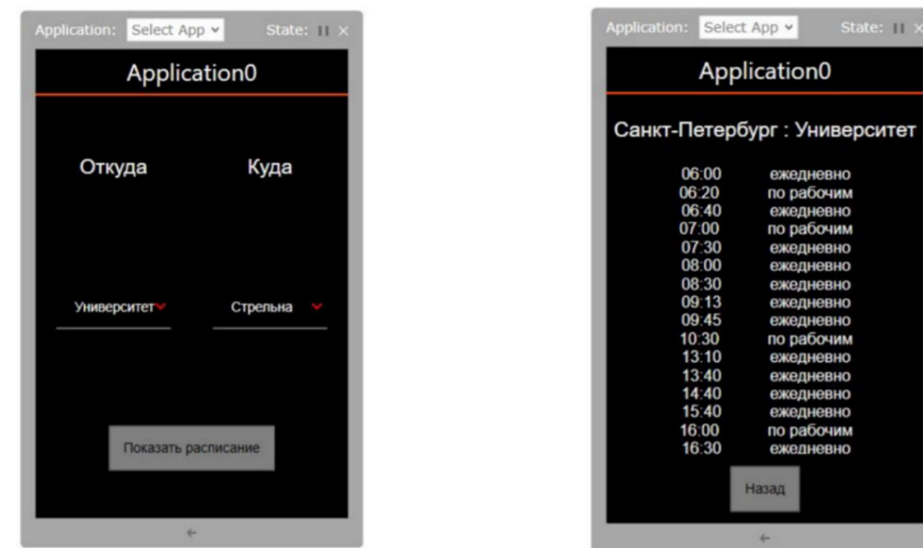 Application: Select App State:
Application0
Откуда Куда
Университет Стрельна
Показать расписание
Application: Select App State:
Application0
Санкт-Петербург : Университет
06:00 ежедневно
06:20 по рабочим
06:40 ежедневно
07:00 по рабочим
07:30 ежедневно
08:00 ежедневно
08:30 ежедневно
09:13 ежедневно
09:45 ежедневно
10:30 по рабочим
13:10 ежедневно
13:40 ежедневно
14:40 ежедневно
15:40 ежедневно
16:00 по рабочим
16:30 ежедневно
Назад